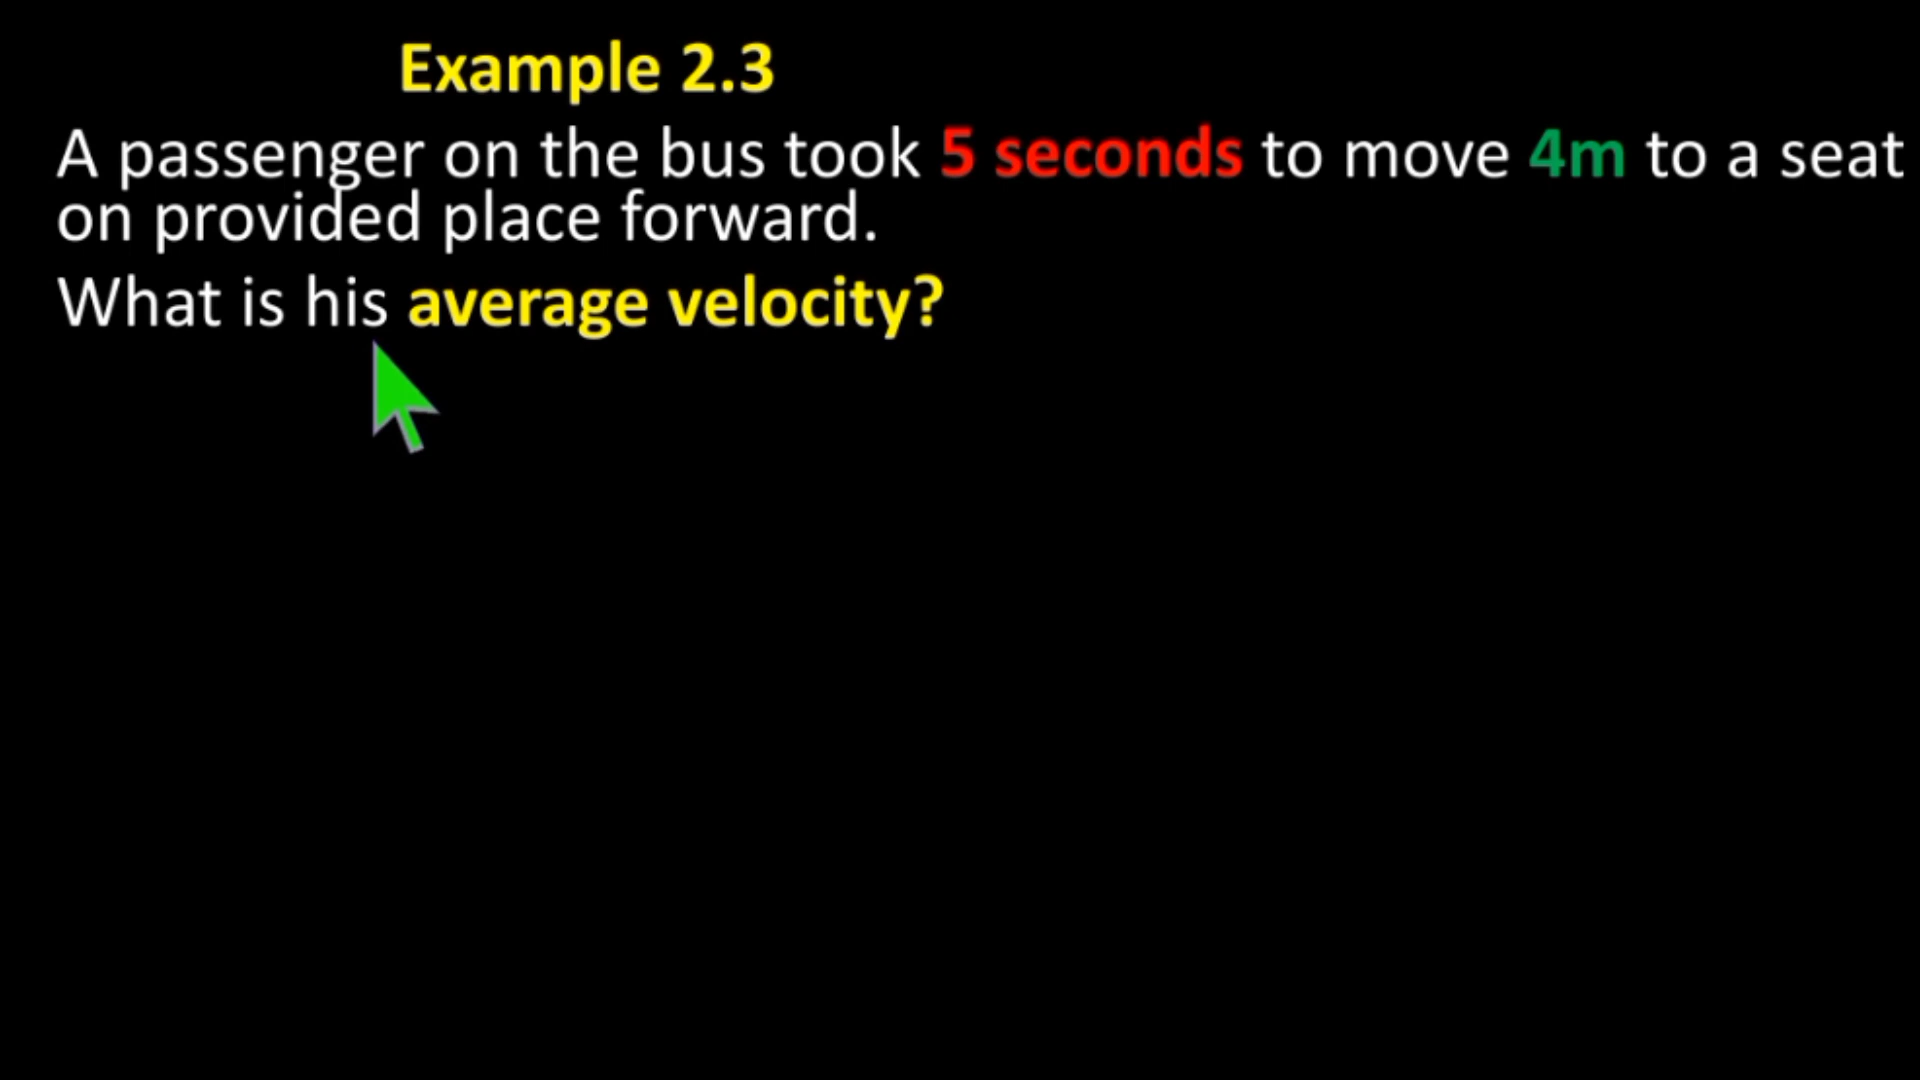 Example 2.3
A passenger on the bus took 5 seconds to move 4m to a seat
on provided place forward.
What is his average velocity?